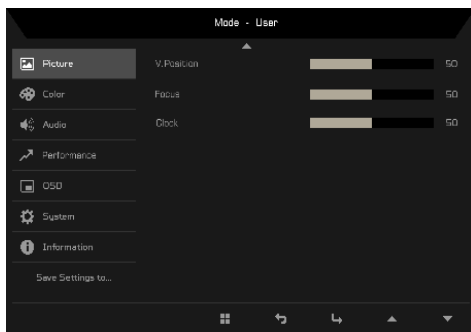 Mode - User
Picture
V.Position 50
Color
Focus 50
Audio
Clock 50
Performance
OSD
System
Information
Save Settings to...